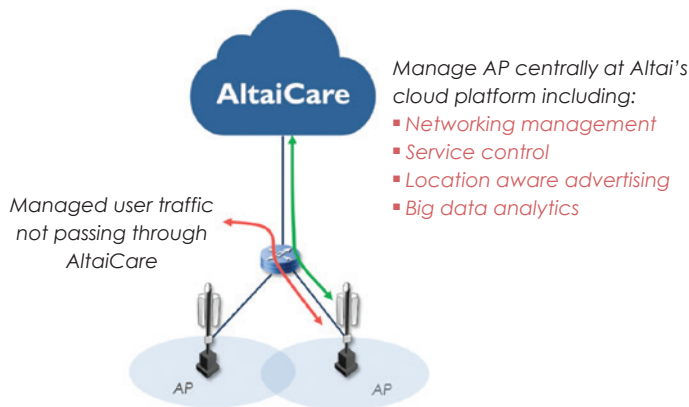 AltaiCare
Manage AP centrally at Altai's
cloud platform including:
▪ Networking management
▪ Service control
▪ Location aware advertising
▪ Big data analytics
Managed user traffic
not passing through
AltaiCare
AP
AP